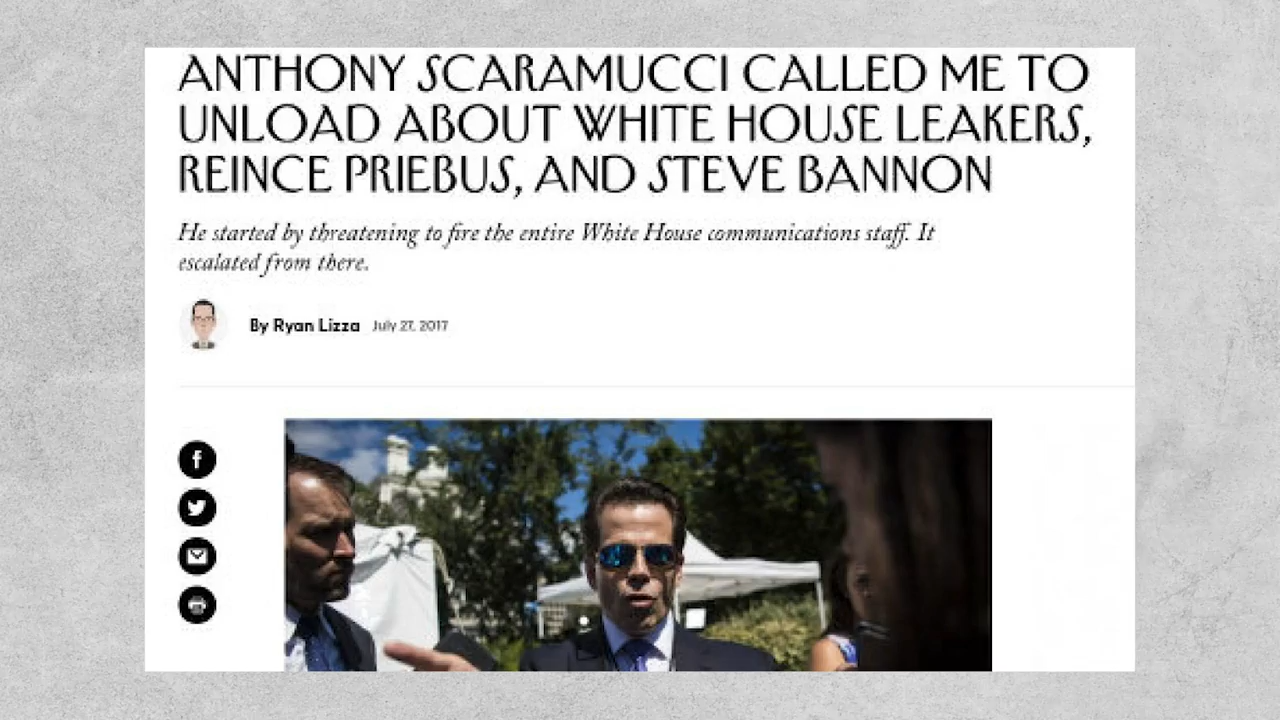 ANTHONY SCARAMUCCI CALLED ME TO
UNLOAD ABOUT WHITE HOUSE LEAKERS,
REINCE PRIEBUS, AND STEVE BANNON
He started by threatening to fire the entire White House communications staff. It
escalated from there.
By Ryan Lizza July 27, 2017